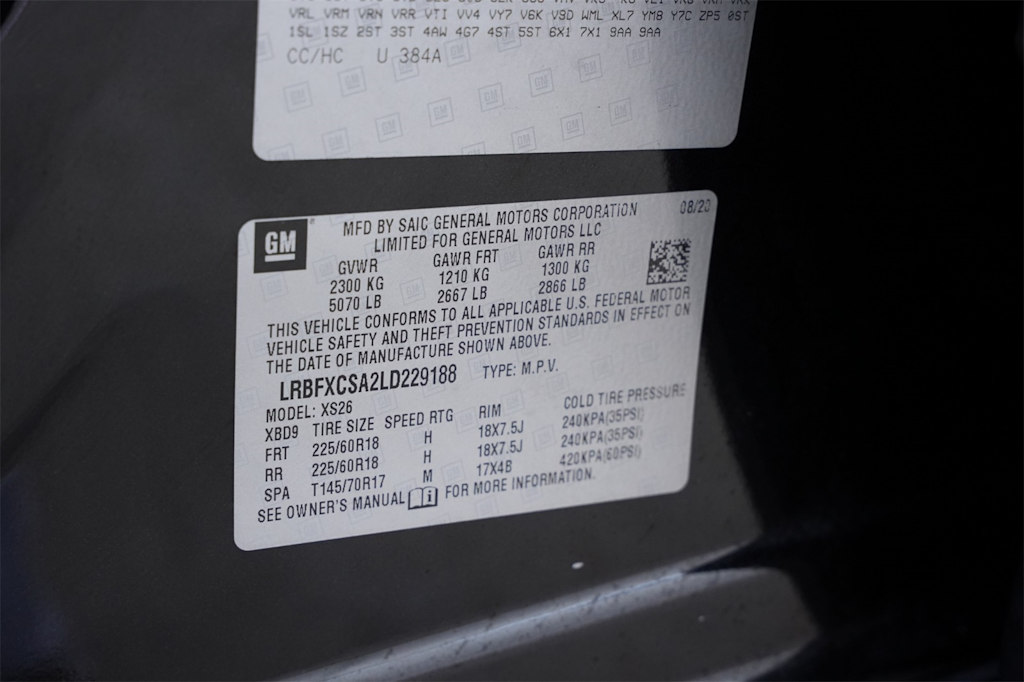 VRL VRM VRN VRR VTI VV4 VY7 V6K V9D WML XL7 YM8 Y7C ZP5 0ST
1SL 1SZ 2ST 3ST 4AW 4G7 4ST 5ST 6X1 7X1 9AA 9AA
CC/HC U 384A
GM
MFD BY SAIC GENERAL MOTORS CORPORATION 08/20
LIMITED FOR GENERAL MOTORS LLC
GVWR GAWR FRT GAWR RR
2300 KG 1210 KG 1300 KG
5070 LB 2667 LB 2866 LB
THIS VEHICLE CONFORMS TO ALL APPLICABLE U.S. FEDERAL MOTOR
VEHICLE SAFETY AND THEFT PREVENTION STANDARDS IN EFFECT ON
THE DATE OF MANUFACTURE SHOWN ABOVE.
LRBFXCSA2LD229188 TYPE: M.P.V.
MODEL: XS26
XBD9 TIRE SIZE SPEED RTG RIM COLD TIRE PRESSURE
FRT 225/60R18 H 18X7.5J 240KPA(35PSI)
RR 225/60R18 H 18X7.5J 240KPA(35PSI)
SPA T145/70R17 M 17X4B 420KPA(60PSI)
SEE OWNER'S MANUAL FOR MORE INFORMATION.